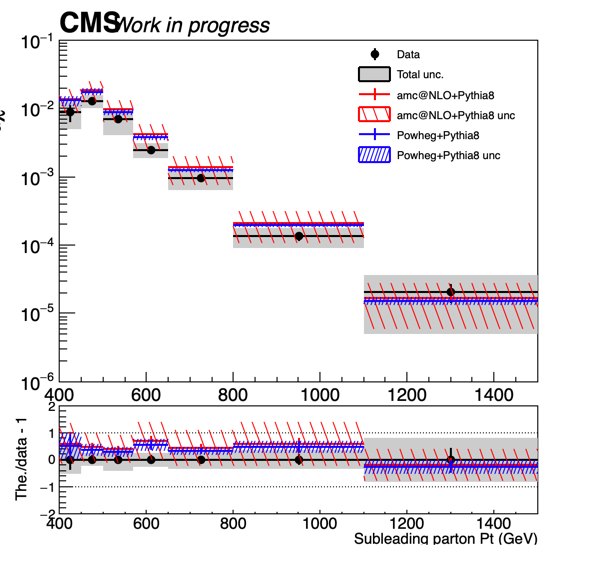 CMS Work in progress
10−1
10−2
10−3
10−4
10−5
10−6
Data
Total unc.
amc@NLO+Pythia8
amc@NLO+Pythia8 unc
Powheg+Pythia8
Powheg+Pythia8 unc
400 600 800 1000 1200 1400
The./data - 1
2
1
0
−1
−2
400 600 800 1000 1200 1400
Subleading parton Pt (GeV)